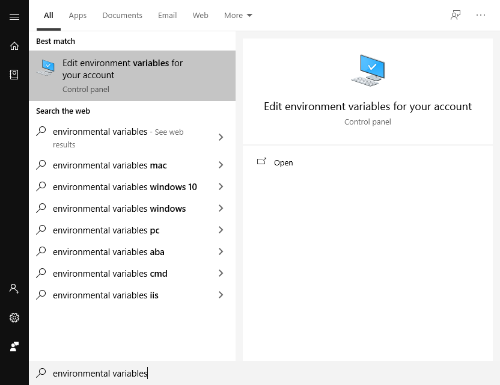 All Apps Documents Email Web More
Best match
Edit environment variables for
your account
Control panel
Search the web
environmental variables - See web
results
environmental variables mac
environmental variables windows 10
environmental variables windows
environmental variables pc
environmental variables aba
environmental variables cmd
environmental variables iis
Edit environment variables for your account
Control panel
Open
environmental variables